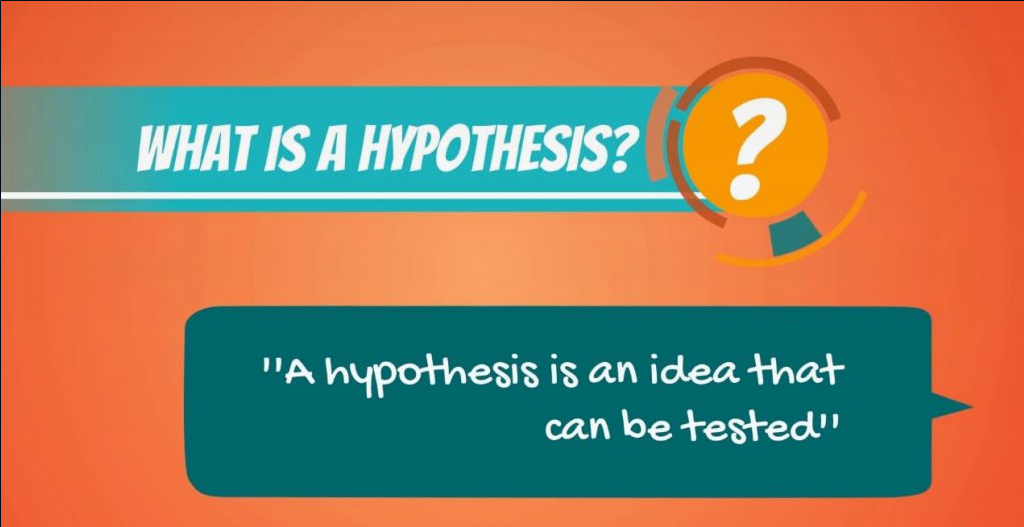 WHAT IS A HYPOTHESIS?
?
"A hypothesis is an idea that
can be tested"